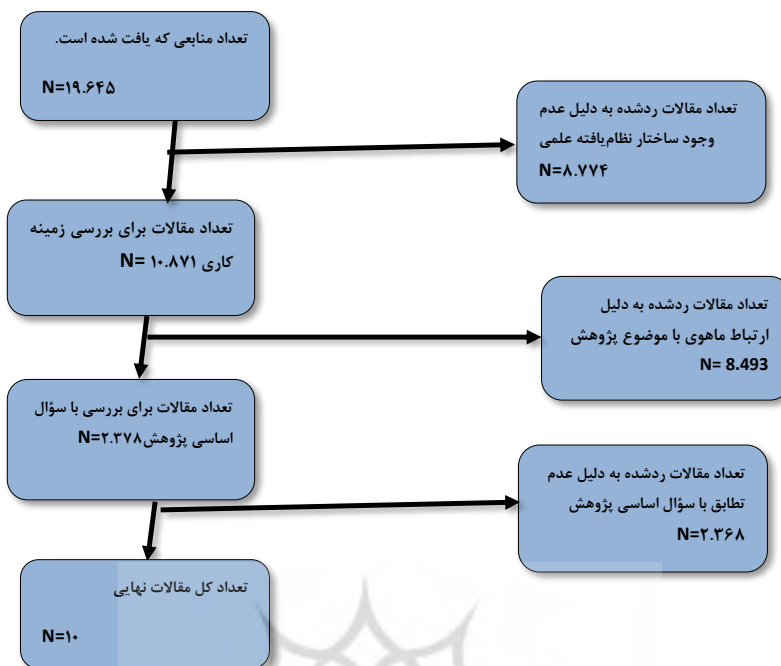 تعداد منابعی که یافت شده است.
N=۱۹.۶۴۵
تعداد مقالات ردشده به دلیل عدم
وجود ساختار نظام‌یافته علمی
N=۸.۷۷۴
تعداد مقالات برای بررسی زمینه
کاری N= ۱۰.۸۷۱
تعداد مقالات ردشده به دلیل
ارتباط ماهوی با موضوع پژوهش
N= 8.493
تعداد مقالات برای بررسی با سؤال
اساسی پژوهش N=۲.۳۷۸
تعداد مقالات ردشده به دلیل عدم
تطابق با سؤال اساسی پژوهش
N=۲.۳۶۸
تعداد کل مقالات نهایی
N=۱۰